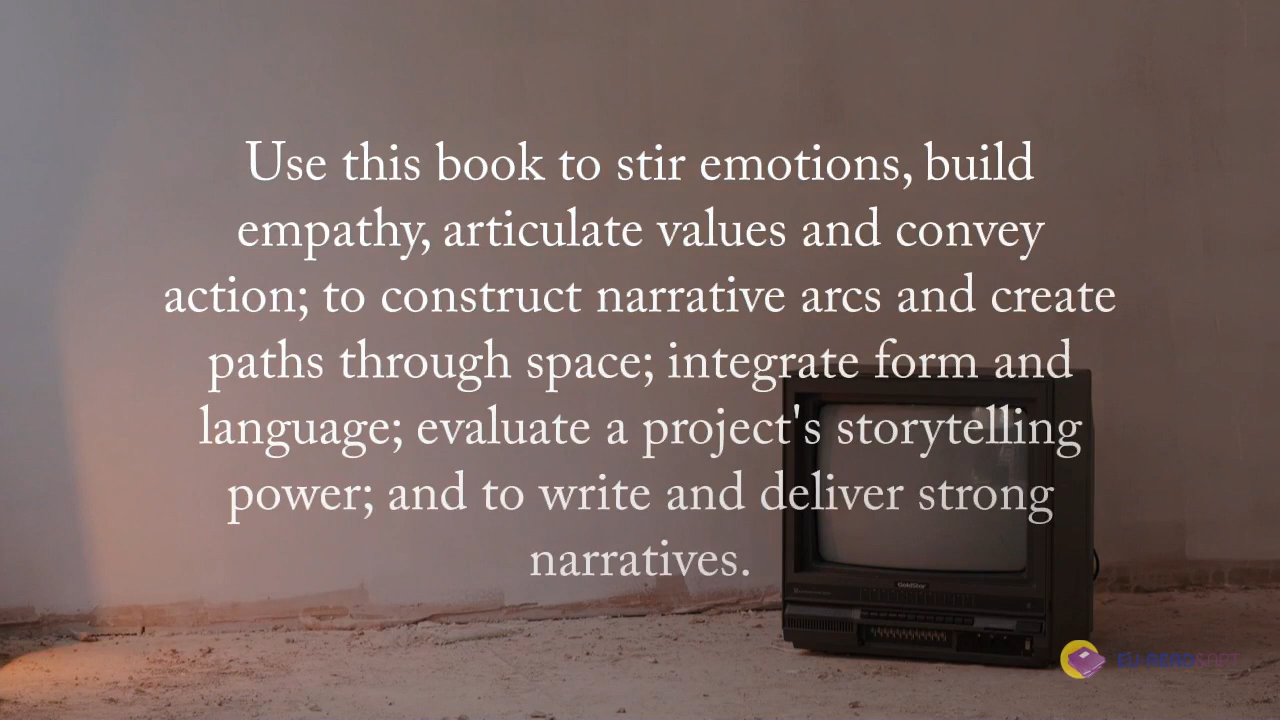 Use this book to stir emotions, build
empathy, articulate values and convey
action; to construct narrative arcs and create
paths through space; integrate form and
language; evaluate a project's storytelling
power; and to write and deliver strong
narratives.
GoldStar